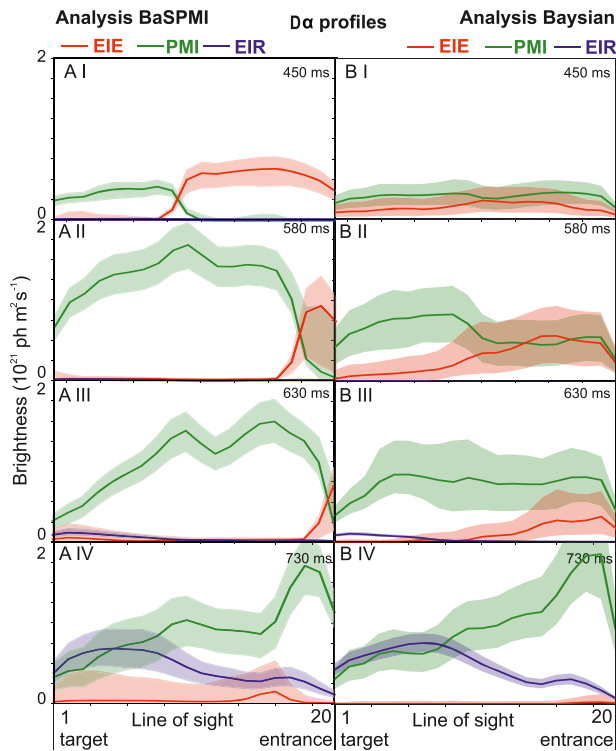 Analysis BaSPMI Dα profiles Analysis Baysian
EIE PMI EIR EIE PMI EIR
2 A I 450 ms B I 450 ms
0
2 A II 580 ms B II 580 ms
0
2 A III 630 ms B III 630 ms
0
2 A IV 730 ms B IV 730 ms
0
Brightness (10²¹ ph m²s⁻¹)
1 Line of sight 20 1 Line of sight 20
target entrance target entrance